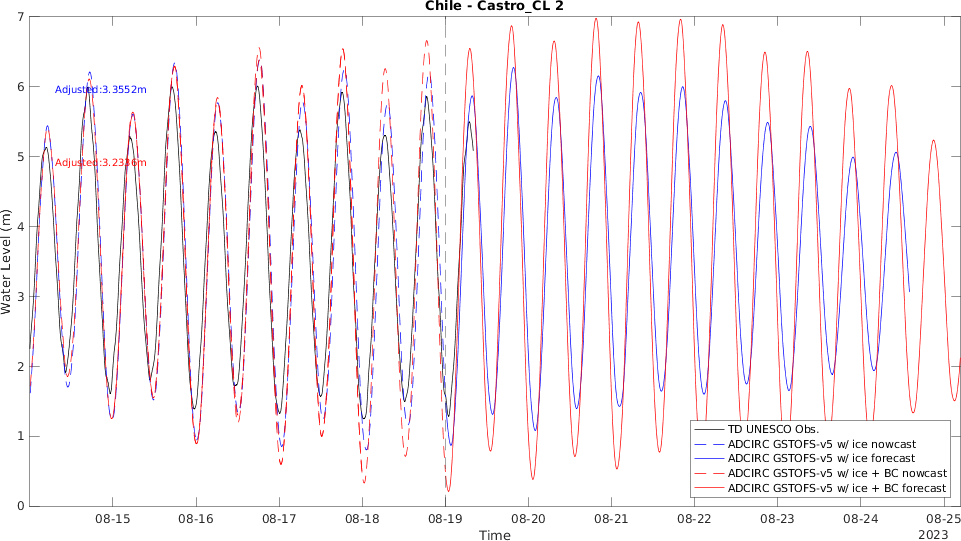 Chile - Castro_CL 2
Water Level (m)
7
6
5
4
3
2
1
0
Adjusted:3.3552m
Adjusted:3.2336m
TD UNESCO Obs.
ADCIRC GSTOFS-v5 w/ ice nowcast
ADCIRC GSTOFS-v5 w/ ice forecast
ADCIRC GSTOFS-v5 w/ ice + BC nowcast
ADCIRC GSTOFS-v5 w/ ice + BC forecast
08-15 08-16 08-17 08-18 08-19 08-20 08-21 08-22 08-23 08-24 08-25
Time
2023